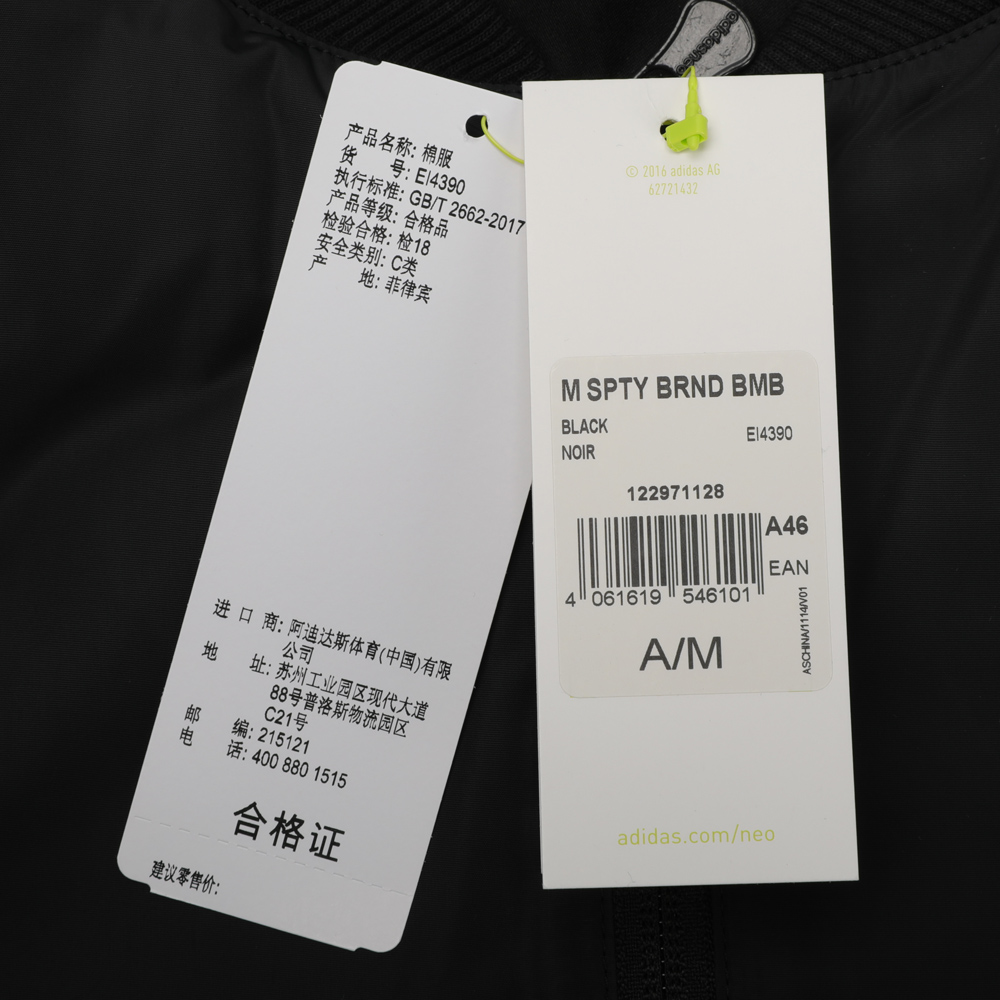 产品名称: 棉服
货 号: EI4390
执行标准: GB/T 2662-2017
产品等级: 合格品
检验合格: 检18
安全类别: C类
产 地: 菲律宾
进 口 商: 阿迪达斯体育(中国)有限
公司
地 址: 苏州工业园区现代大道
88号普洛斯物流园区
C21号
邮 编: 215121
电 话: 400 880 1515
合格证
建议零售价:
© 2016 adidas AG
62721432
M SPTY BRND BMB
BLACK
EI4390
NOIR
122971128
A46
EAN
4 061619 546101
A/M
ASCHINA/1114/V01
adidas.com/neo